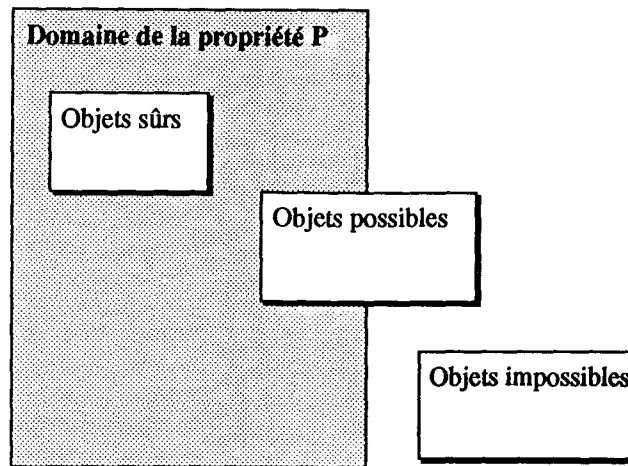 Domaine de la propriété P
Objets sûrs
Objets possibles
Objets impossibles